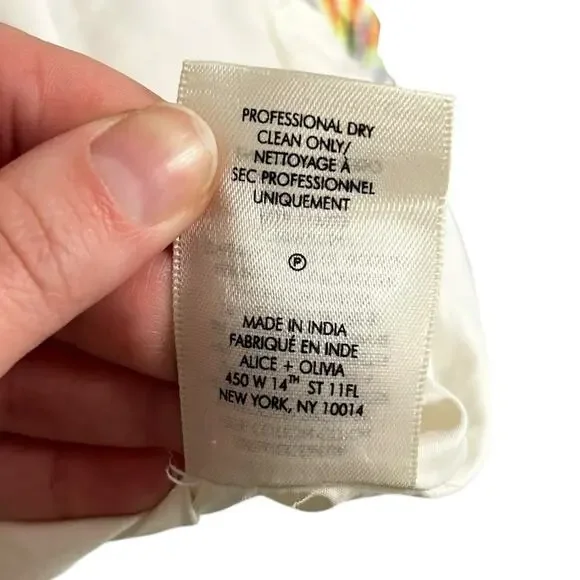 PROFESSIONAL DRY
CLEAN ONLY/
NETTOYAGE À
SEC PROFESSIONNEL
UNIQUEMENT
Ⓟ
MADE IN INDIA
FABRIQUÉ EN INDE
ALICE + OLIVIA
450 W 14TH ST 11FL
NEW YORK, NY 10014